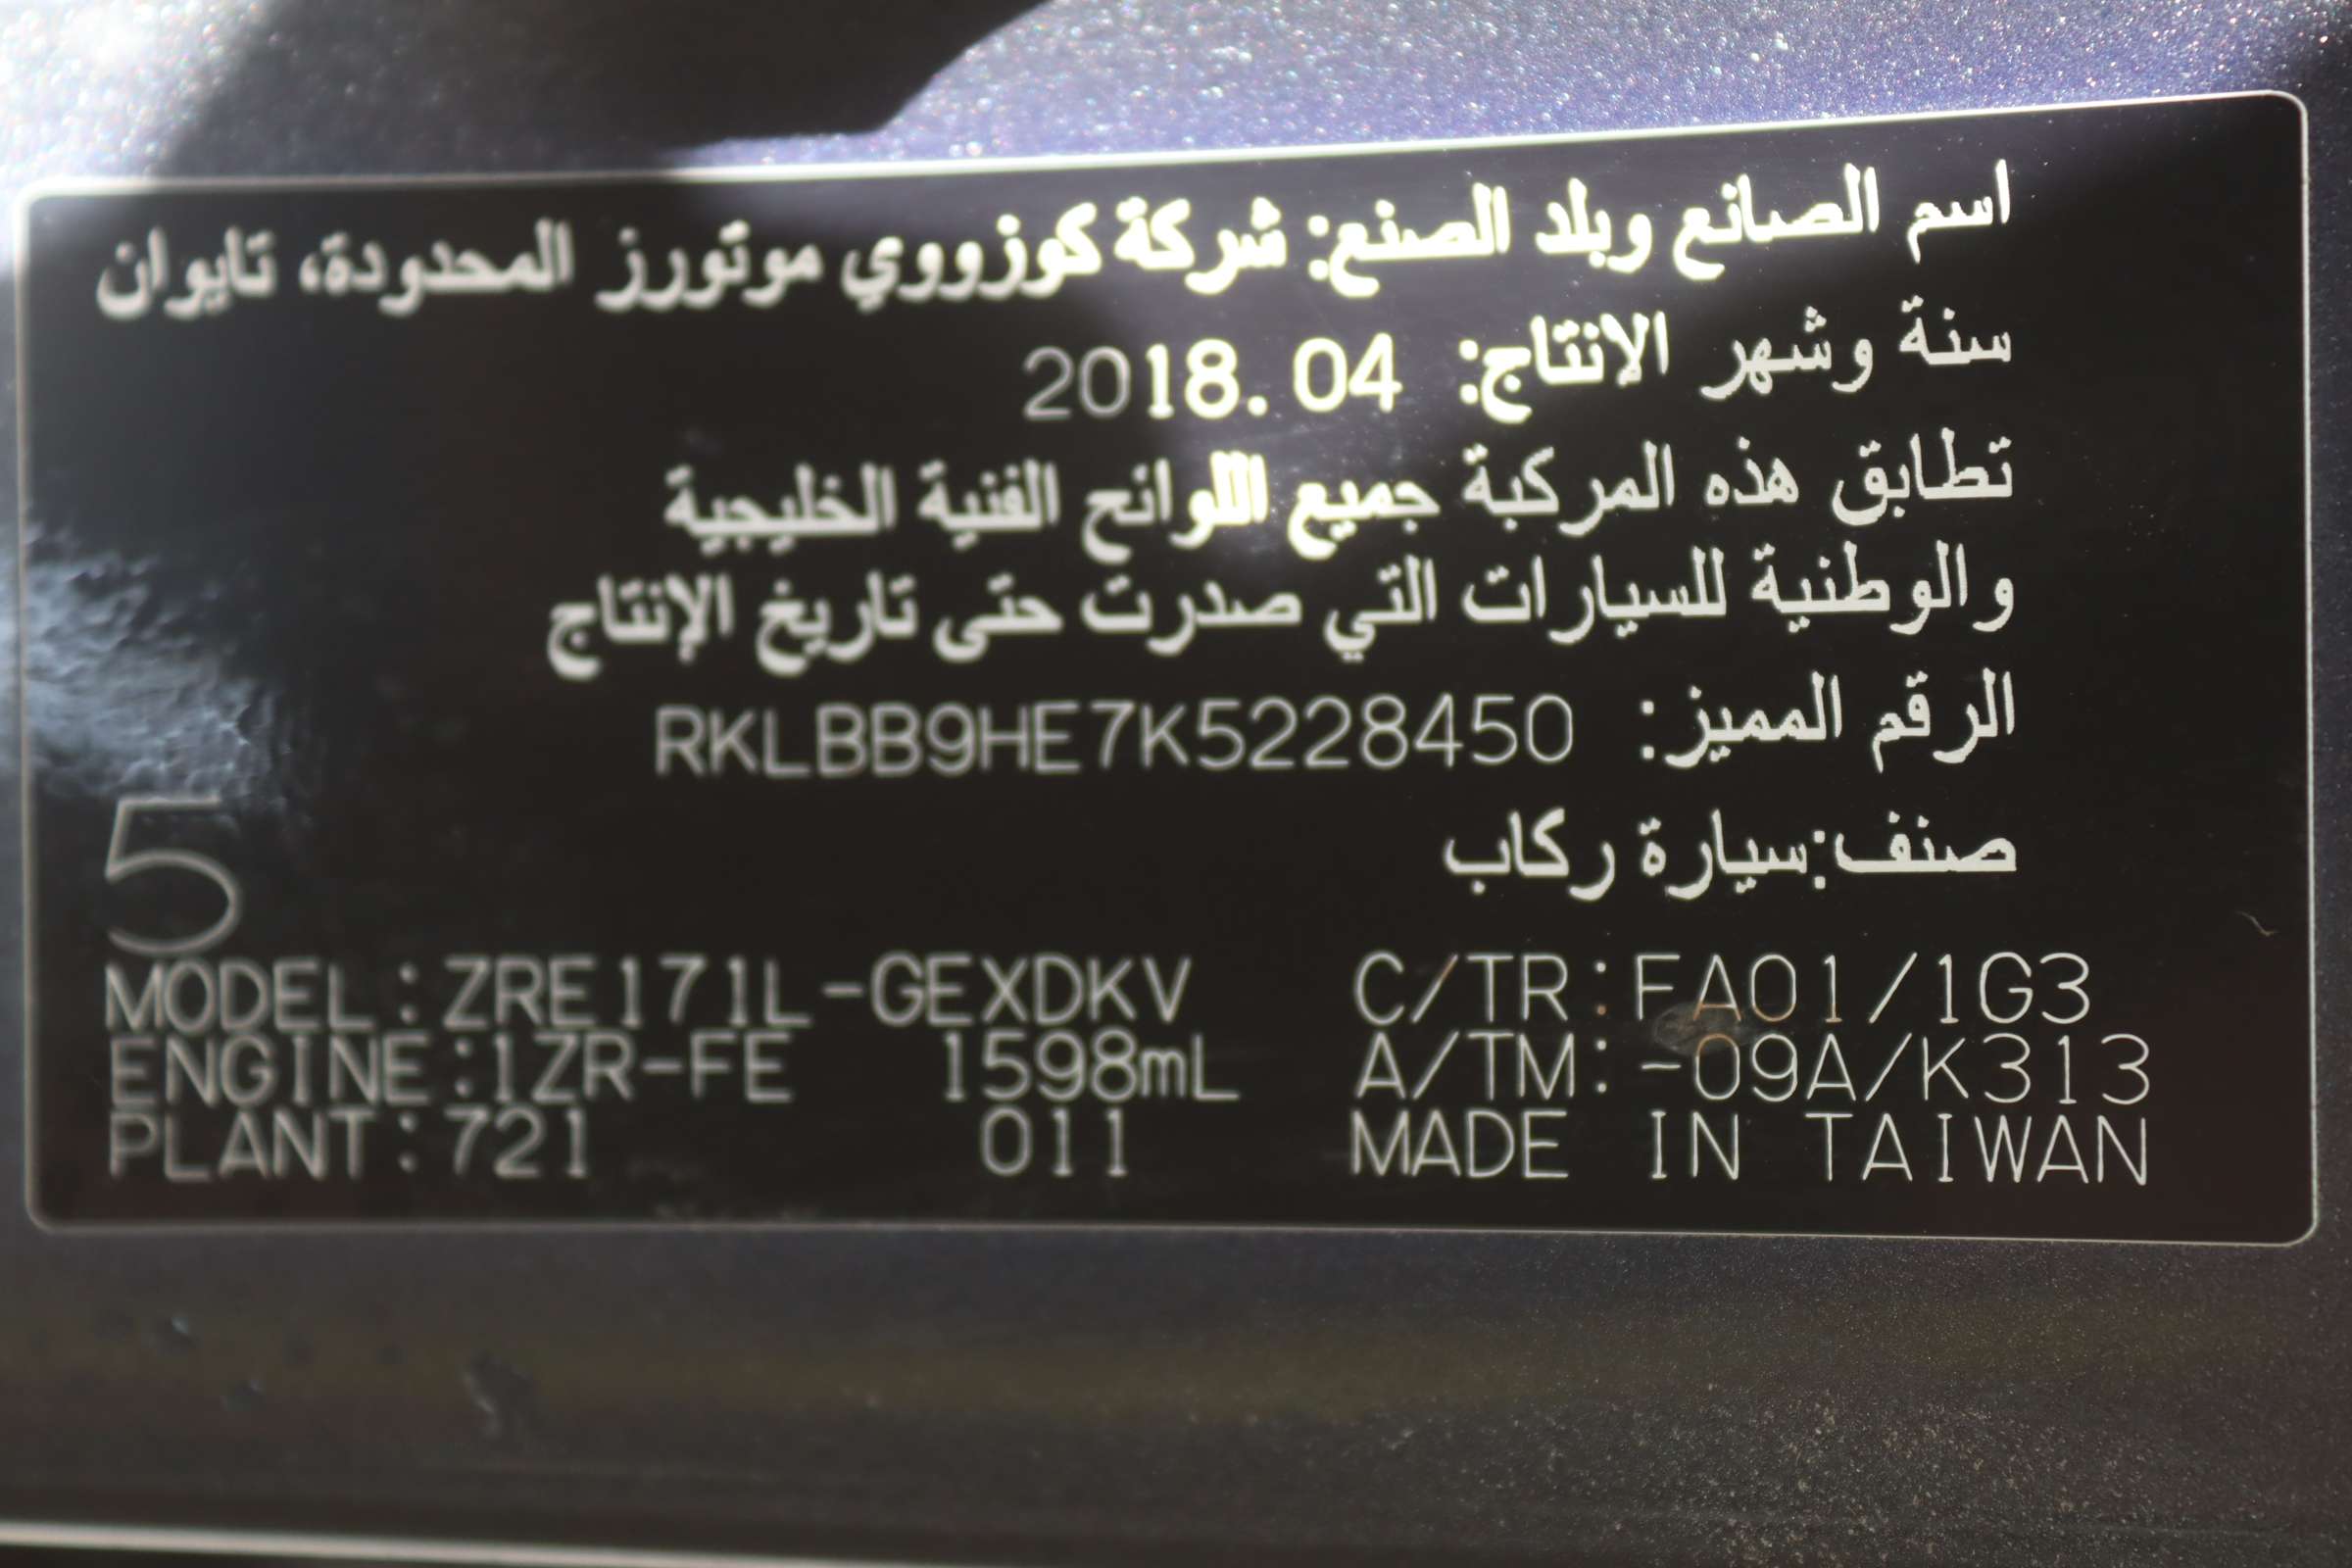 اسم الصانع وبلد الصنع: شركة كوزووي موتورز المحدودة، تايوان
سنة وشهر الانتاج: 2018.04
تطابق هذه المركبة جميع اللوائح الفنية الخليجية
والوطنية للسيارات التي صدرت حتى تاريخ الإنتاج
الرقم المميز: RKLBB9HE7K5228450
صنف:سيارة ركاب
5
MODEL:ZRE171L-GEXDKV C/TR:FA01/1G3
ENGINE:1ZR-FE 1598mL A/TM:-09A/K313
PLANT:721 011 MADE IN TAIWAN